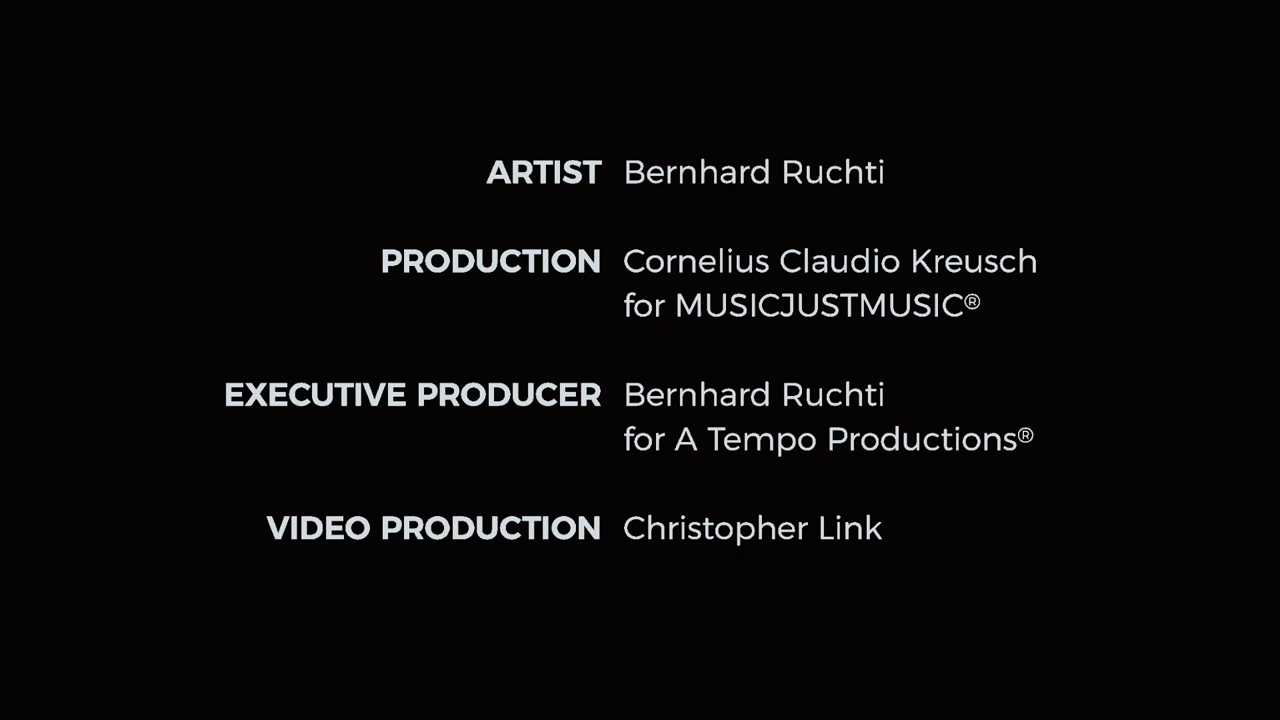 ARTIST Bernhard Ruchti
PRODUCTION Cornelius Claudio Kreusch
for MUSICJUSTMUSIC®
EXECUTIVE PRODUCER Bernhard Ruchti
for A Tempo Productions®
VIDEO PRODUCTION Christopher Link